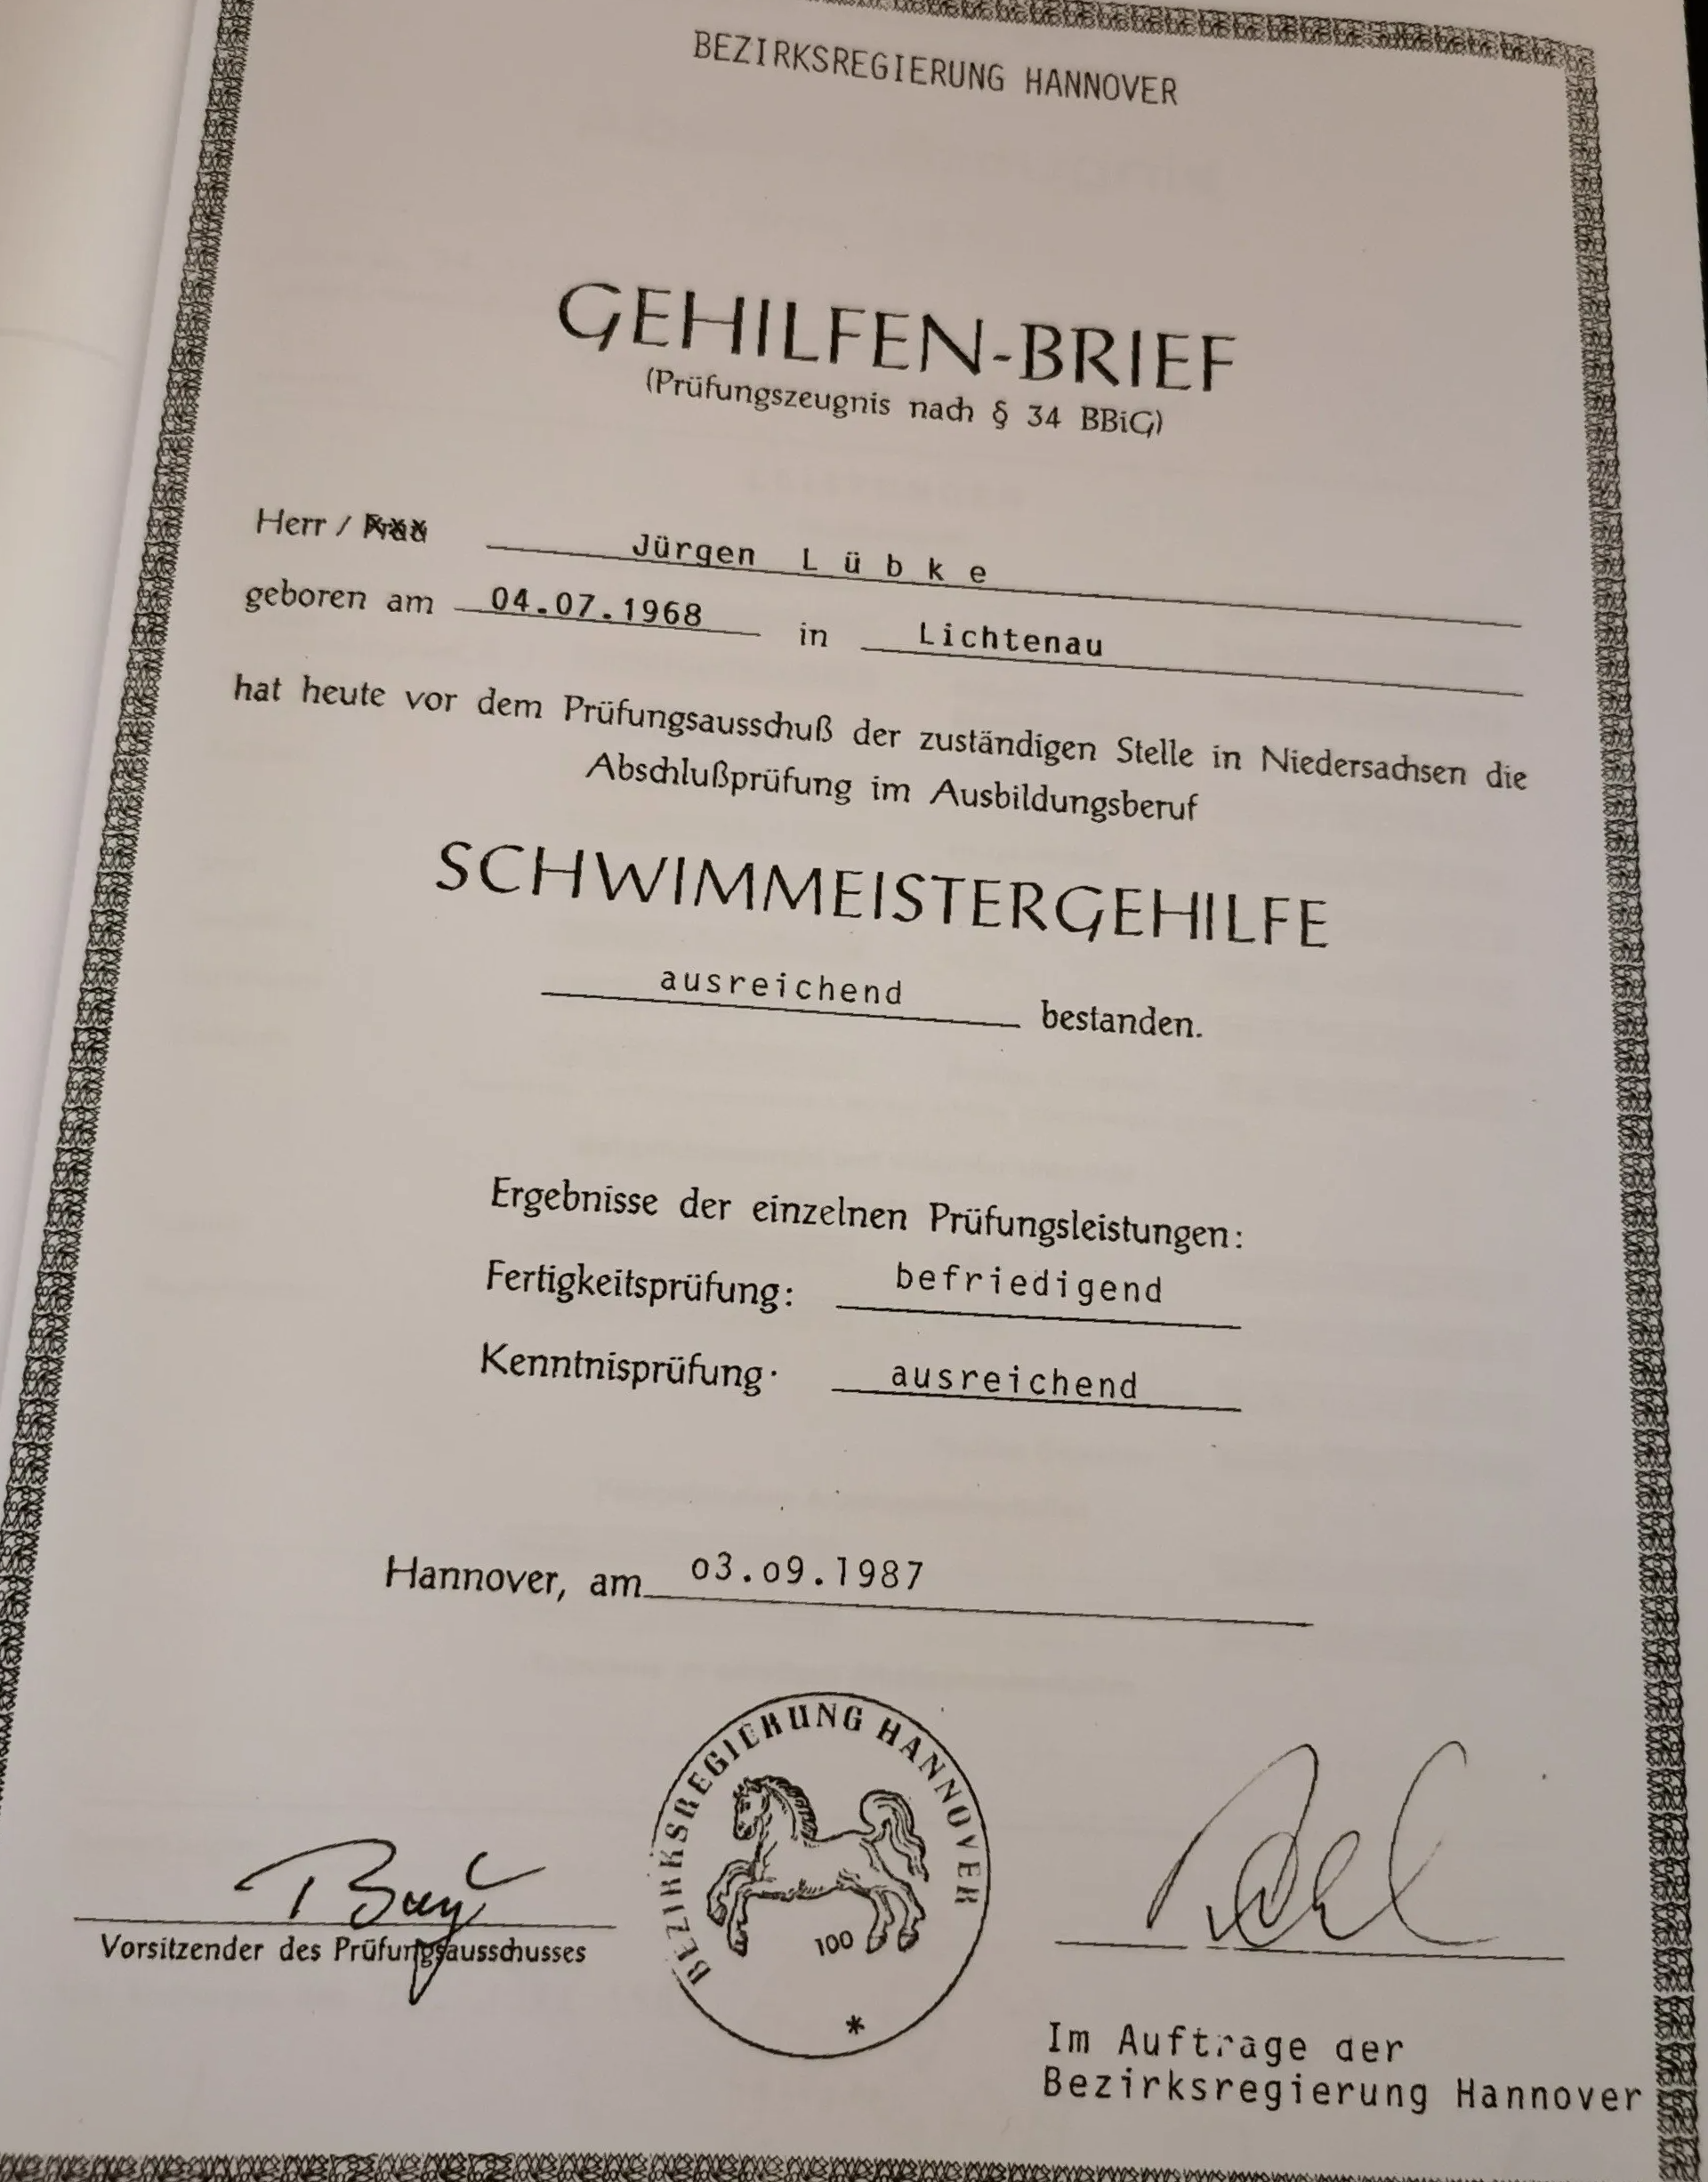 BEZIRKSREGIERUNG HANNOVER
GEHILFEN-BRIEF
(Prüfungszeugnis nach § 34 BBiG)
Herr / Frau Jürgen Lübke
geboren am 04.07.1968 in Lichtenau
hat heute vor dem Prüfungsausschuß der zuständigen Stelle in Niedersachsen die
Abschlußprüfung im Ausbildungsberuf
SCHWIMMEISTERGEHILFE
ausreichend bestanden.
Ergebnisse der einzelnen Prüfungsleistungen:
Fertigkeitsprüfung: befriedigend
Kenntnisprüfung: ausreichend
Hannover, am 03.09.1987
BEZIRKSREGIERUNG HANNOVER
100
*
Vorsitzender des Prüfungsausschusses
Im Auftrage der
Bezirksregierung Hannover